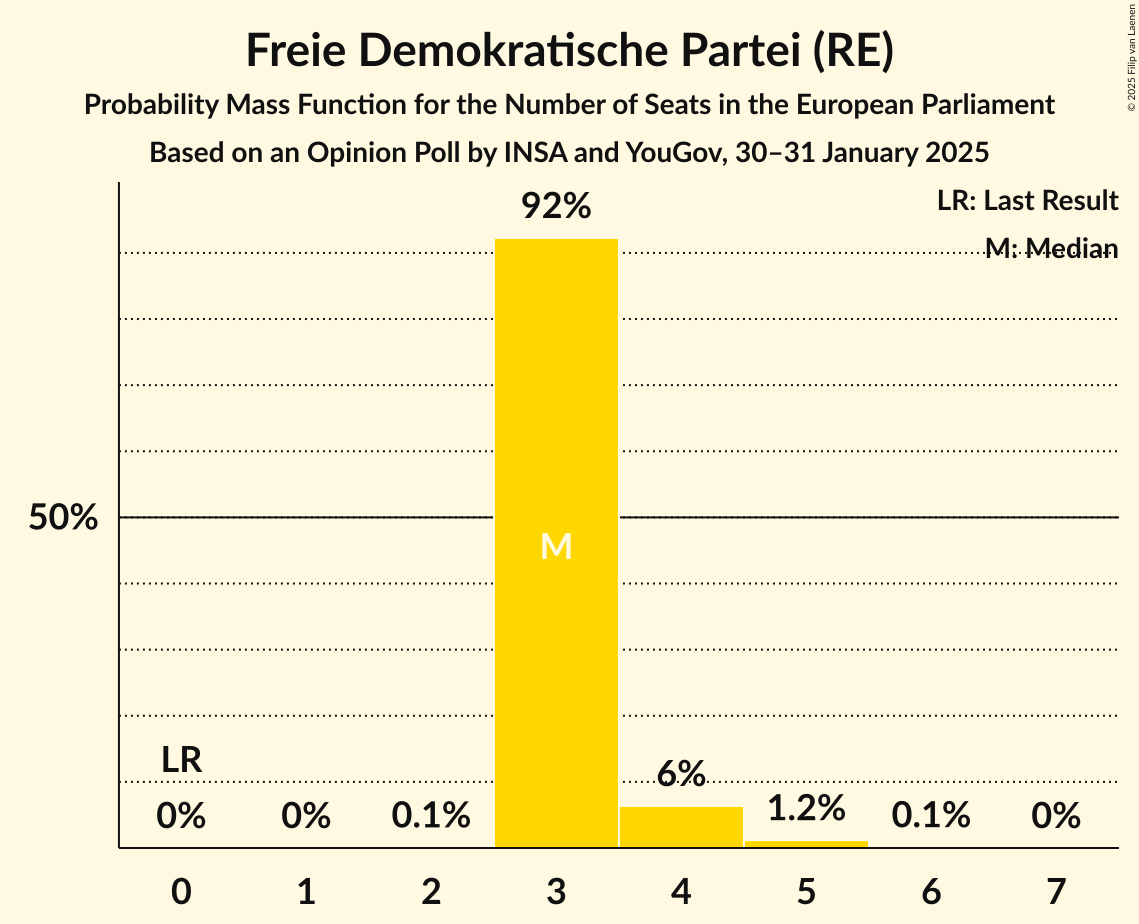 Freie Demokratische Partei (RE)
Probability Mass Function for the Number of Seats in the European Parliament
Based on an Opinion Poll by INSA and YouGov, 30–31 January 2025
© 2025 Filip van Laenen
LR: Last Result
M: Median
92%
50%
M
LR
6%
0% 0% 0.1% 1.2% 0.1% 0%
0 1 2 3 4 5 6 7